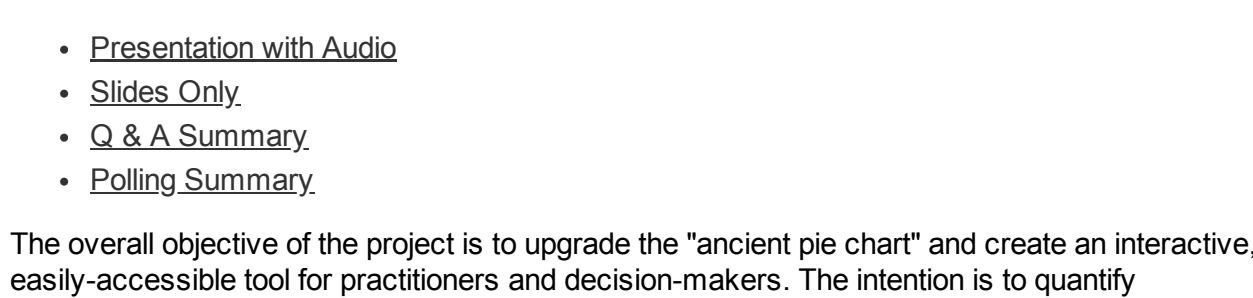 • Presentation with Audio
• Slides Only
• Q & A Summary
• Polling Summary
The overall objective of the project is to upgrade the "ancient pie chart" and create an interactive,
easily-accessible tool for practitioners and decision-makers. The intention is to quantify